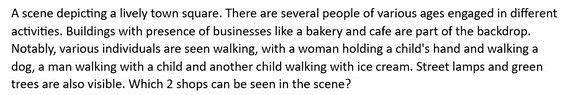 A scene depicting a lively town square. There are several people of various ages engaged in different
activities. Buildings with presence of businesses like a bakery and cafe are part of the backdrop.
Notably, various individuals are seen walking, with a woman holding a child's hand and walking a
dog, a man walking with a child and another child walking with ice cream. Street lamps and green
trees are also visible. Which 2 shops can be seen in the scene?